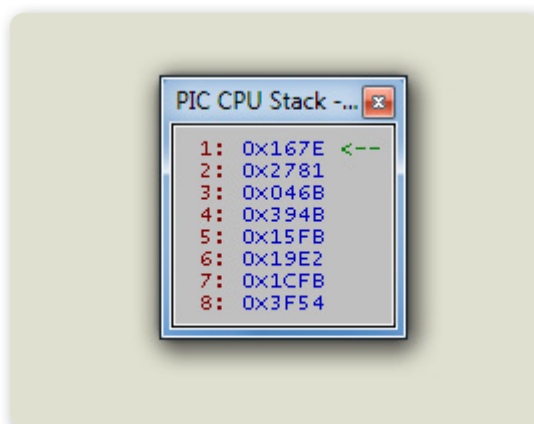 PIC CPU Stack -...
1: 0x167E <--
2: 0x2781
3: 0x046B
4: 0x394B
5: 0x15FB
6: 0x19E2
7: 0x1CFB
8: 0x3F54